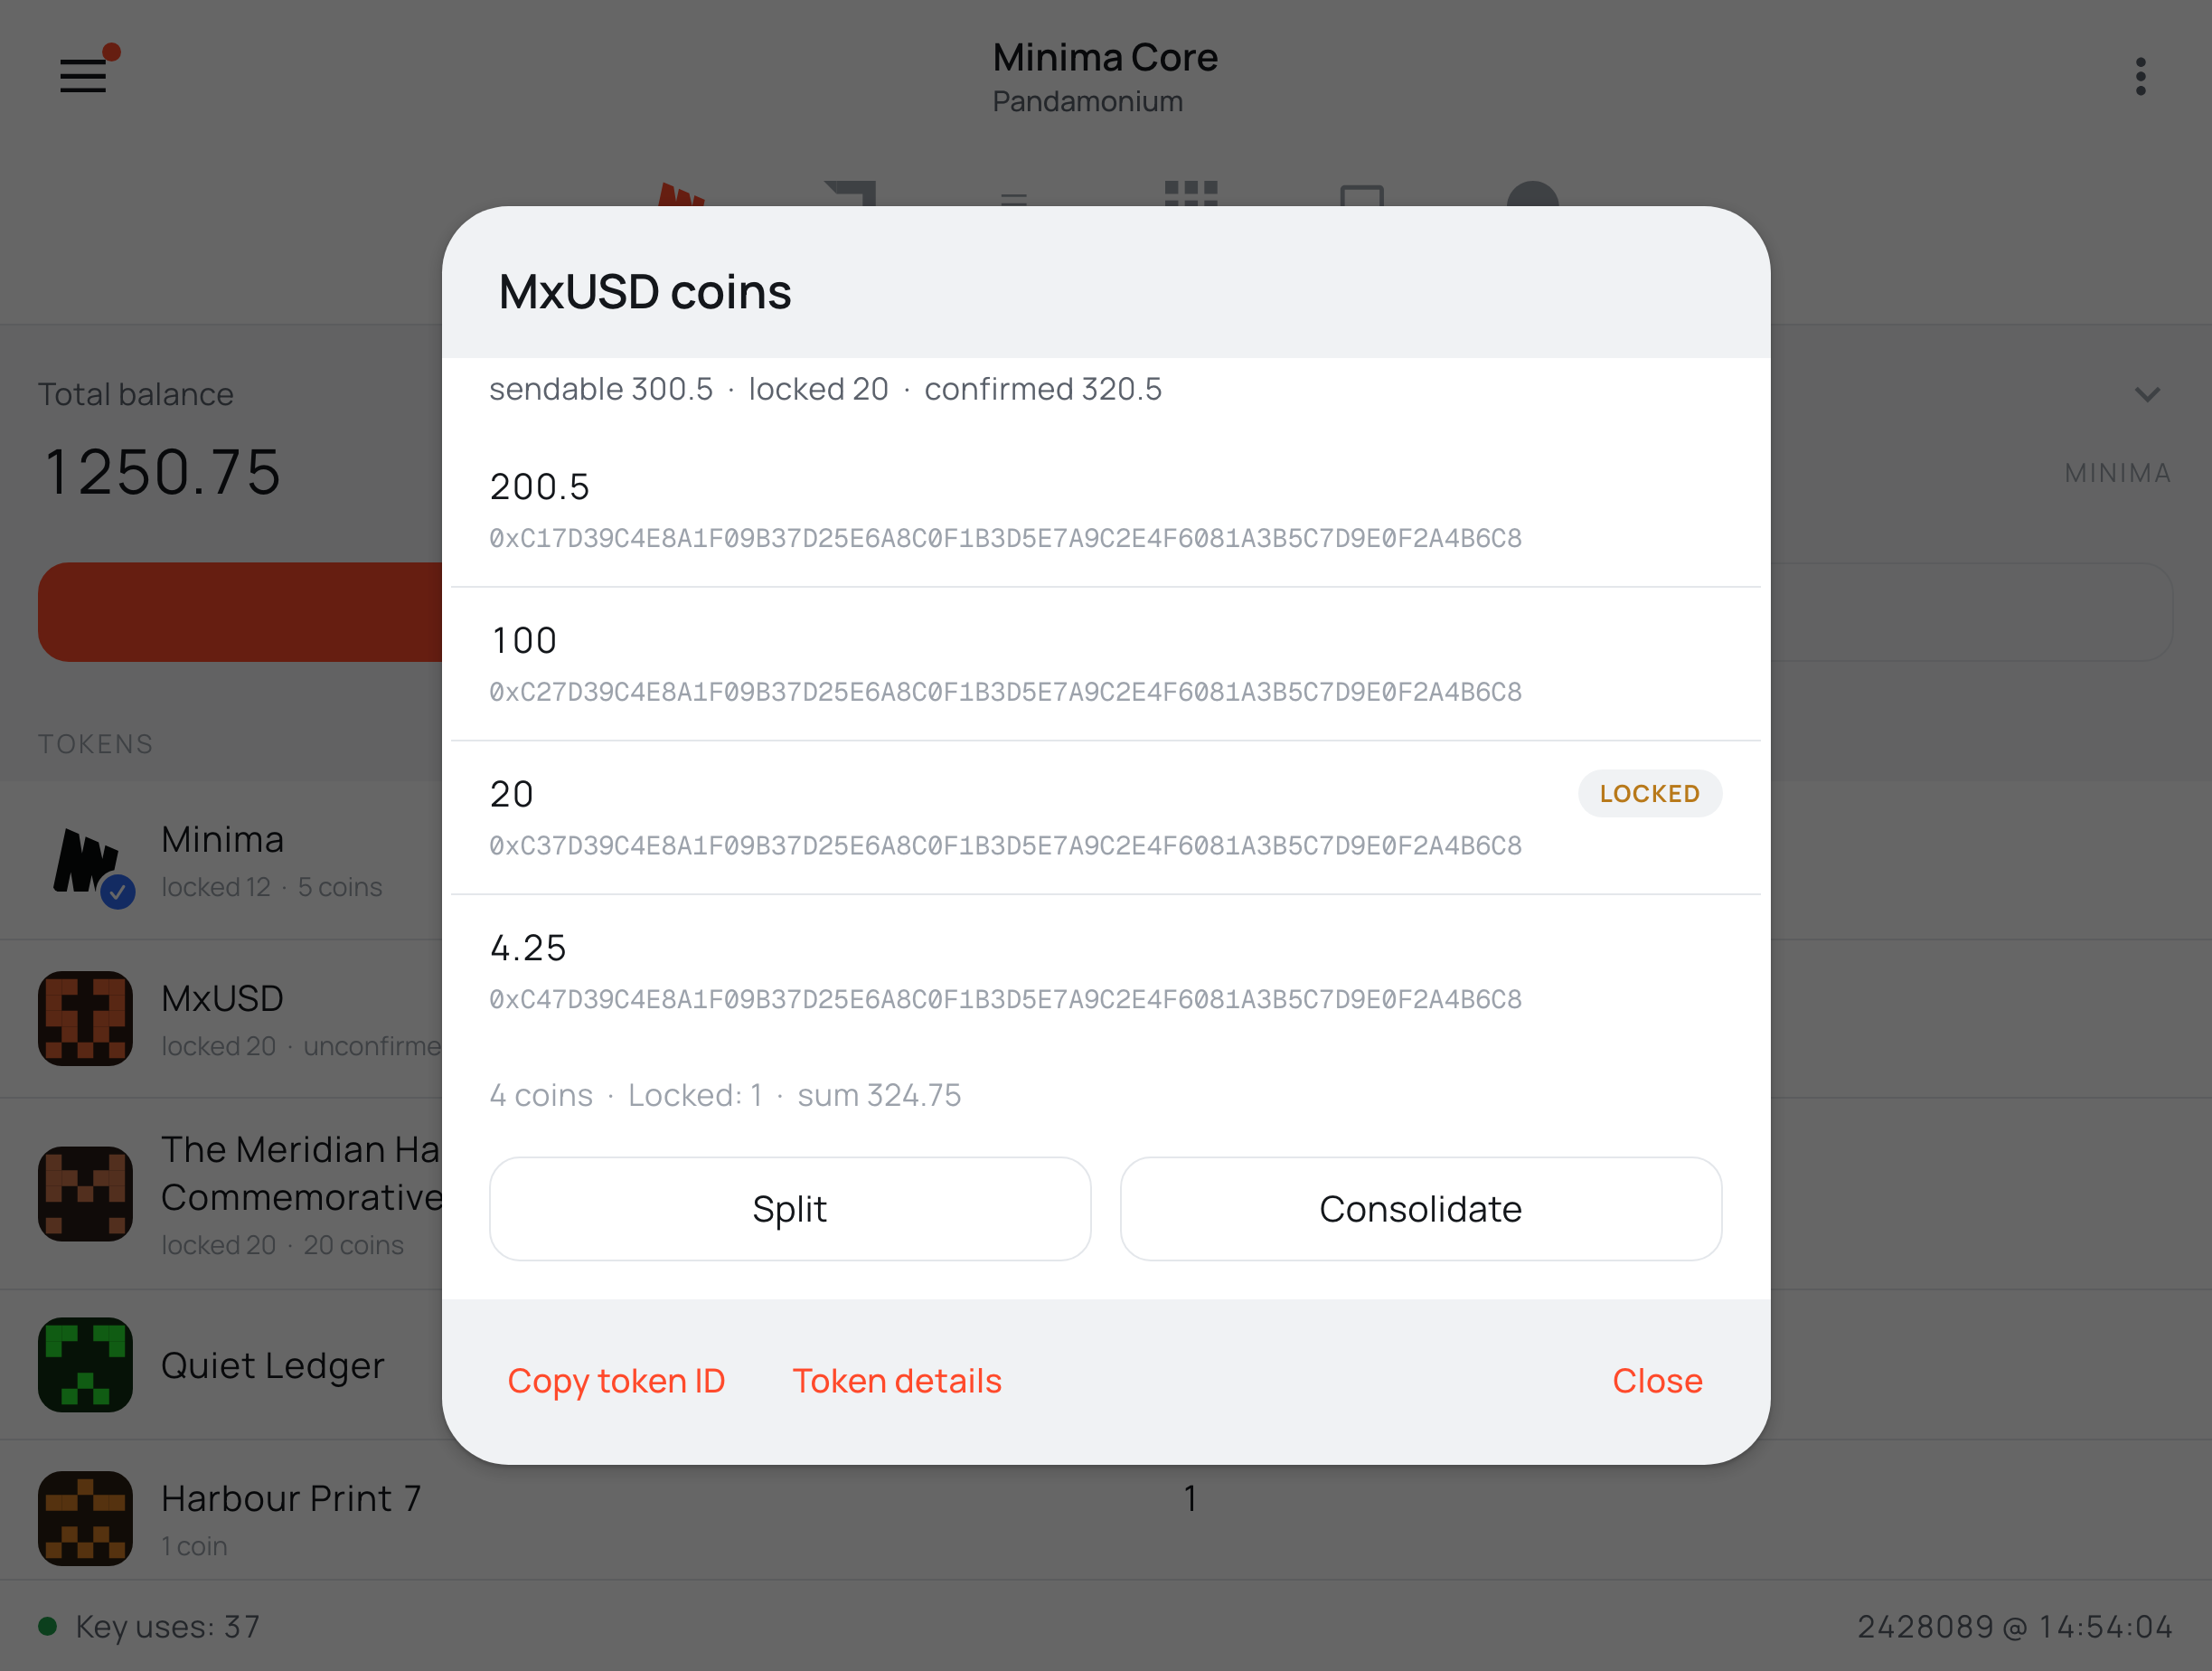 Minima Core
Pandamonium
MxUSD coins
sendable 300.5 · locked 20 · confirmed 320.5
Total balance
1250.75
MINIMA
200.5
0xC17D39C4E8A1F09B37D25E6A8C0F1B3D5E7A9C2E4F6081A3B5C7D9E0F2A4B6C8
100
0xC27D39C4E8A1F09B37D25E6A8C0F1B3D5E7A9C2E4F6081A3B5C7D9E0F2A4B6C8
20
LOCKED
0xC37D39C4E8A1F09B37D25E6A8C0F1B3D5E7A9C2E4F6081A3B5C7D9E0F2A4B6C8
4.25
0xC47D39C4E8A1F09B37D25E6A8C0F1B3D5E7A9C2E4F6081A3B5C7D9E0F2A4B6C8
4 coins · Locked: 1 · sum 324.75
Split
Consolidate
Copy token ID
Token details
Close
TOKENS
Minima
locked 12 · 5 coins
MxUSD
locked 20 ·
The Meridian
Commemorative
locked 20 · 20 coins
Quiet Ledger
Harbour Print 7
1
1 coin
Key uses: 37
2428089 @ 14:54:04